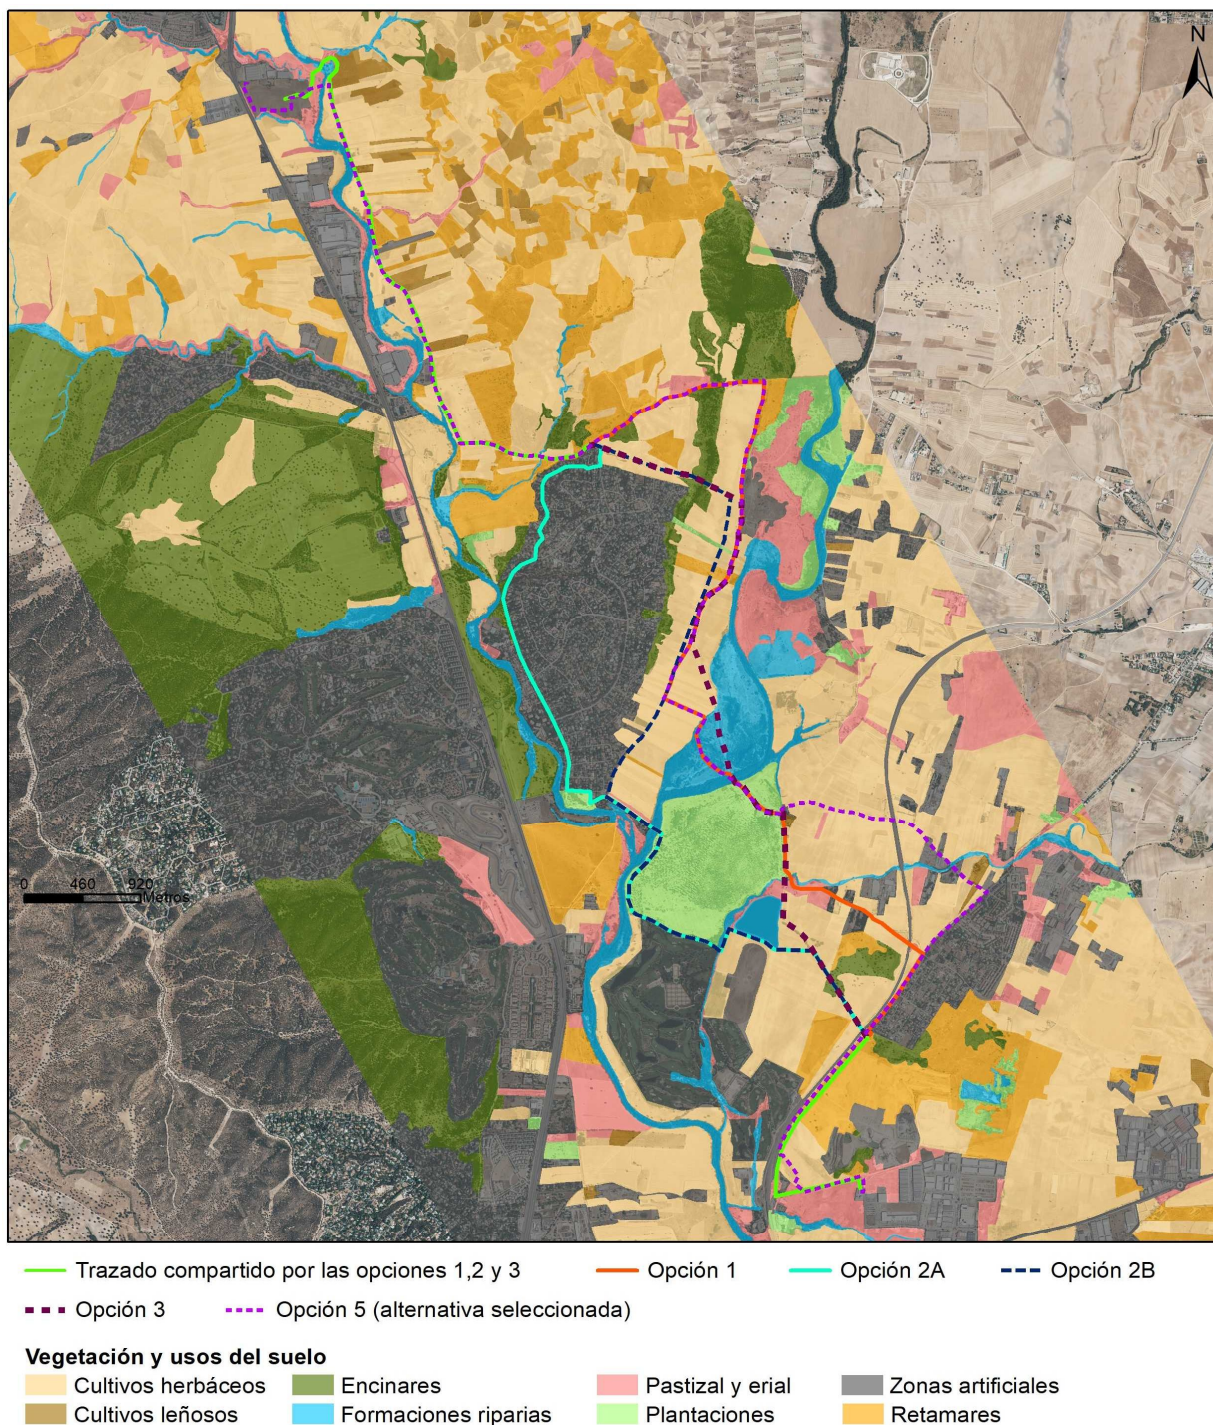 N
0 460 920
Metros
Trazado compartido por las opciones 1,2 y 3 Opción 1 Opción 2A Opción 2B
Opción 3 Opción 5 (alternativa seleccionada)
Vegetación y usos del suelo
Cultivos herbáceos Encinares Pastizal y erial Zonas artificiales
Cultivos leñosos Formaciones riparias Plantaciones Retamares